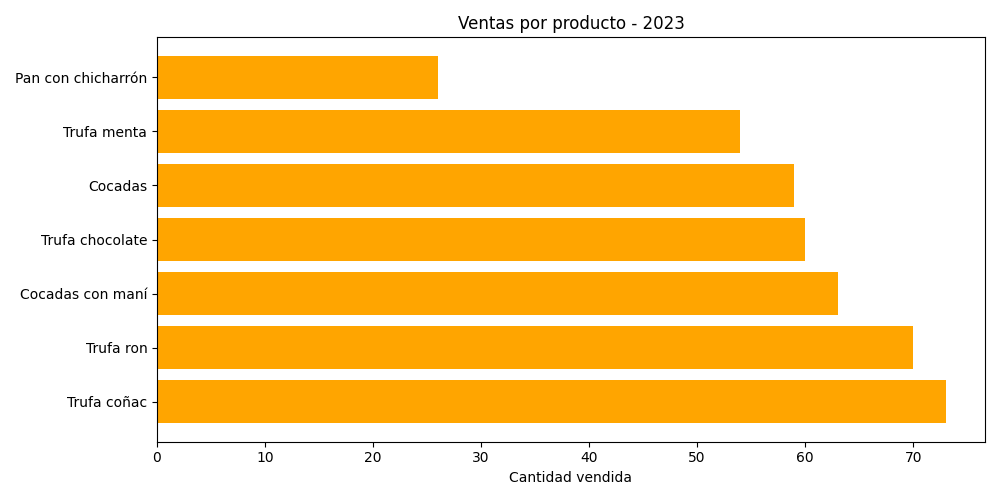 Ventas por producto - 2023
Pan con chicharrón
Trufa menta
Cocadas
Trufa chocolate
Cocadas con maní
Trufa ron
Trufa coñac
0 10 20 30 40 50 60 70
Cantidad vendida